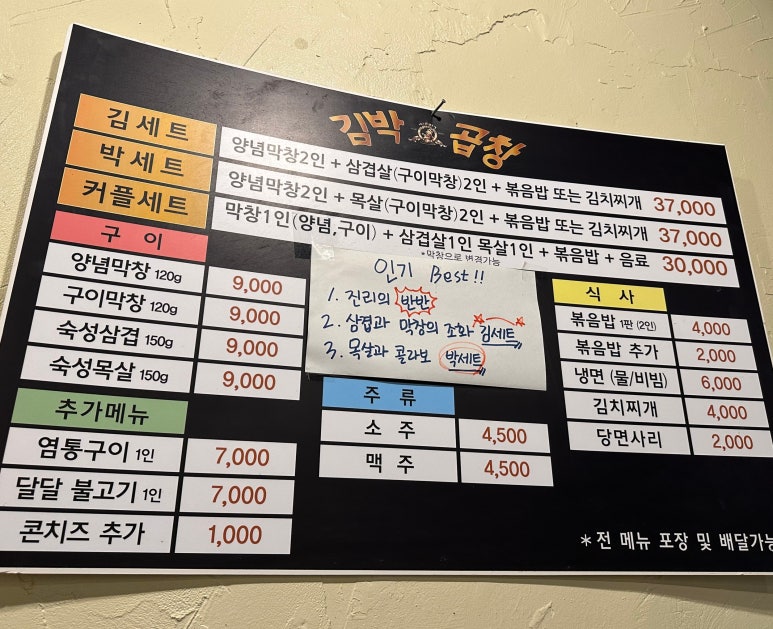 김박 곱창
김세트 양념막창2인 + 삼겹살(구이막창)2인 + 볶음밥 또는 김치찌개 37,000
박세트 양념막창2인 + 목살(구이막창)2인 + 볶음밥 또는 김치찌개 37,000
커플세트 막창1인(양념,구이) + 삼겹살1인 목살1인 + 볶음밥 + 음료 30,000
*막창으로 변경가능
구이
양념막창 120g 9,000
구이막창 120g 9,000
숙성삼겹 150g 9,000
숙성목살 150g 9,000
추가메뉴
염통구이 1인 7,000
달달 불고기 1인 7,000
콘치즈 추가 1,000
인기 Best!!
1. 진리의 반반
2. 삼겹과 막창의 조화 김세트
3. 목살과 콜라보 박세트
주류
소주 4,500
맥주 4,500
식사
볶음밥 1판 (2인) 4,000
볶음밥 추가 2,000
냉면 (물/비빔) 6,000
김치찌개 4,000
당면사리 2,000
*전 메뉴 포장 및 배달가능